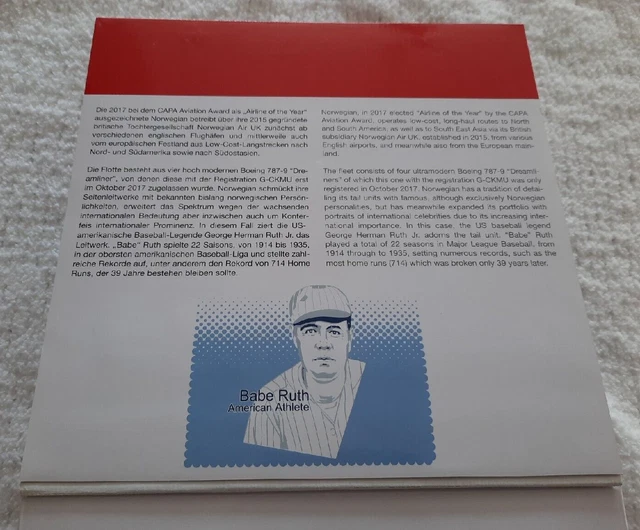 Die 2017 bei dem CAPA Aviation Award als „Airline of the Year"
ausgezeichnete Norwegian betreibt über ihre 2015 gegründete
britische Tochtergesellschaft Norwegian Air UK zunächst ab
verschiedenen englischen Flughäfen und mittlerweile auch
vom europäischen Festland aus Low-Cost-Langstrecken nach
Nord- und Südamerika sowie nach Südostasien.
Die Flotte besteht aus vier hoch modernen Boeing 787-9 "Dre-
amliner", von denen diese mit der Registration G-CKMU erst
im Oktober 2017 zugelassen wurde. Norwegian schmückt ihre
Seitenleitwerke mit bekannten bislang norwegischen Persön-
lichkeiten, erweitert das Spektrum wegen der wachsenden
internationalen Bedeutung aber inzwischen auch um Konter-
feis internationaler Prominenz. In diesem Fall ziert die US-
amerikanische Baseball-Legende George Herman Ruth Jr. das
Leitwerk. „Babe" Ruth spielte 22 Saisons, von 1914 bis 1935,
in der obersten amerikanischen Baseball-Liga und stellte zahl-
reiche Rekorde auf, unter anderem den Rekord von 714 Home
Runs, der 39 Jahre bestehen bleiben sollte.
Norwegian, in 2017 elected "Airline of the Year" by the CAPA
Aviation Award, operates low-cost, long-haul routes to North
and South America, as well as to South East Asia via its British
subsidiary Norwegian Air UK, established in 2015, from various
English airports, and meanwhile also from the European main-
land.
The fleet consists of four ultramodern Boeing 787-9 "Dreamli-
ners" of which this one with the registration G-CKMU was only
registered in October 2017. Norwegian has a tradition of detai-
ling its tail units with famous, although exclusively Norwegian
personalities, but has meanwhile expanded its portfolio with
portraits of international celebrities due to its increasing inter-
national importance. In this case, the US baseball legend
George Herman Ruth Jr. adorns the tail unit. "Babe" Ruth
played a total of 22 seasons in Major League Baseball, from
1914 through to 1935, setting numerous records, such as the
most home runs (714) which was broken only 39 years later.
Babe Ruth
American Athlete